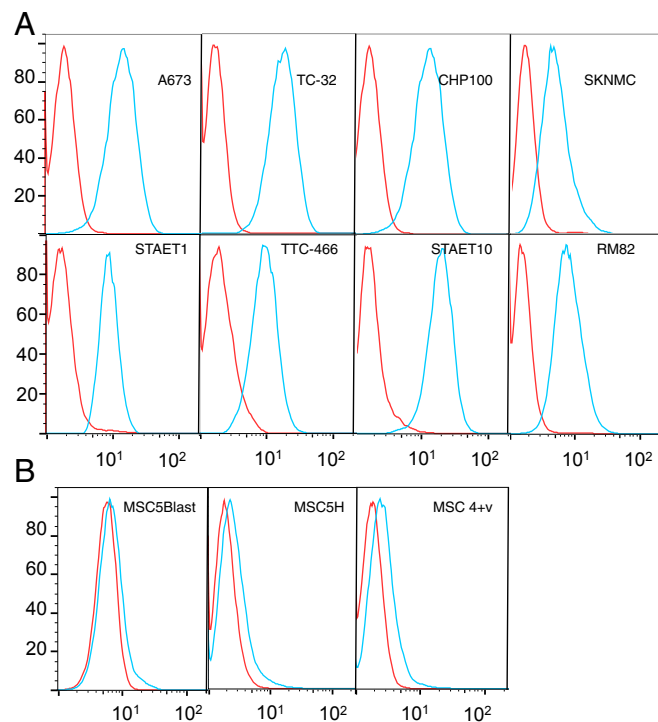 A
A673 TC-32 CHP100 SKNMC
80
60
40
20
0
STAET1 TTC-466 STAET10 RM82
80
60
40
20
10¹ 10² 10¹ 10² 10¹ 10² 10¹ 10²
B
MSC5Blast MSC5H MSC 4+v
80
60
40
20
0
10¹ 10² 10¹ 10² 10¹ 10²